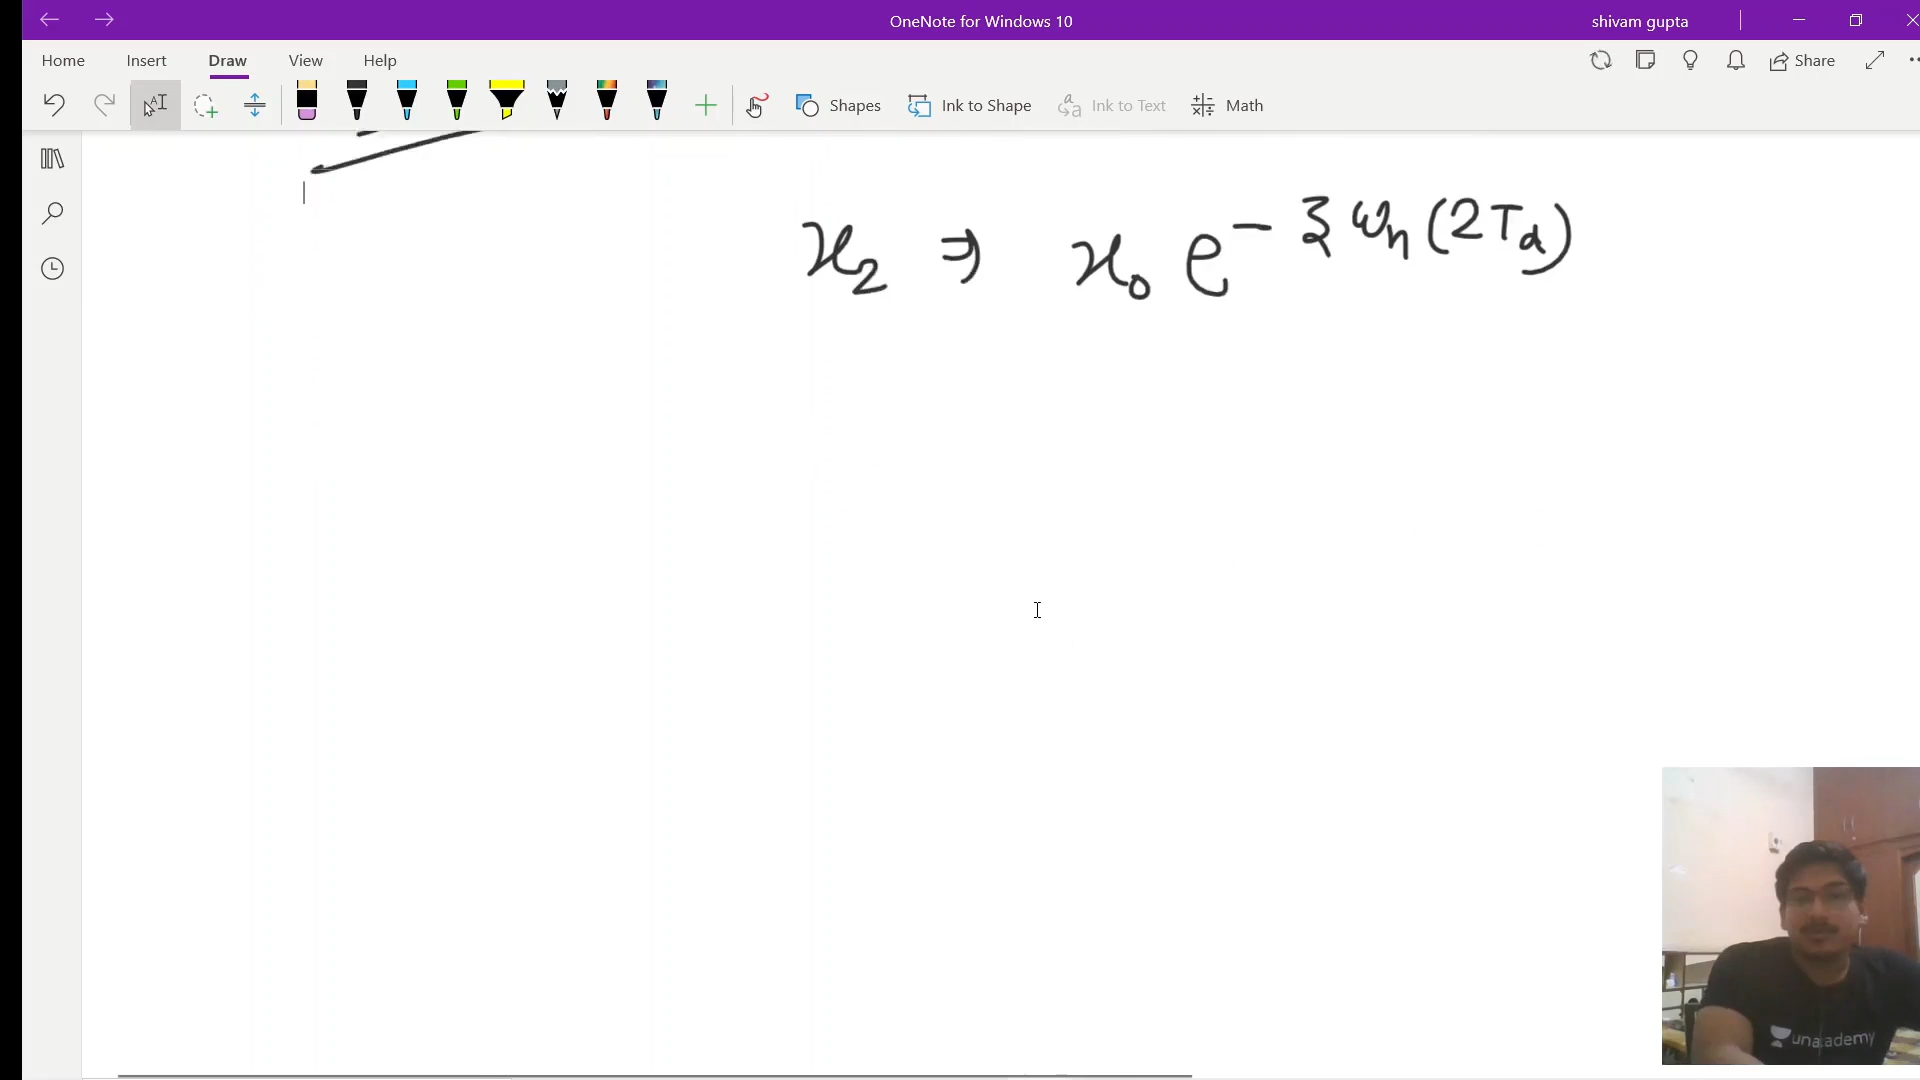 OneNote for Windows 10
shivam gupta
Home Insert Draw View Help
Share
Shapes Ink to Shape Ink to Text Math
x₂ ⇒ x₀ e^{-ξωₙ(2T_d)}
unacademy